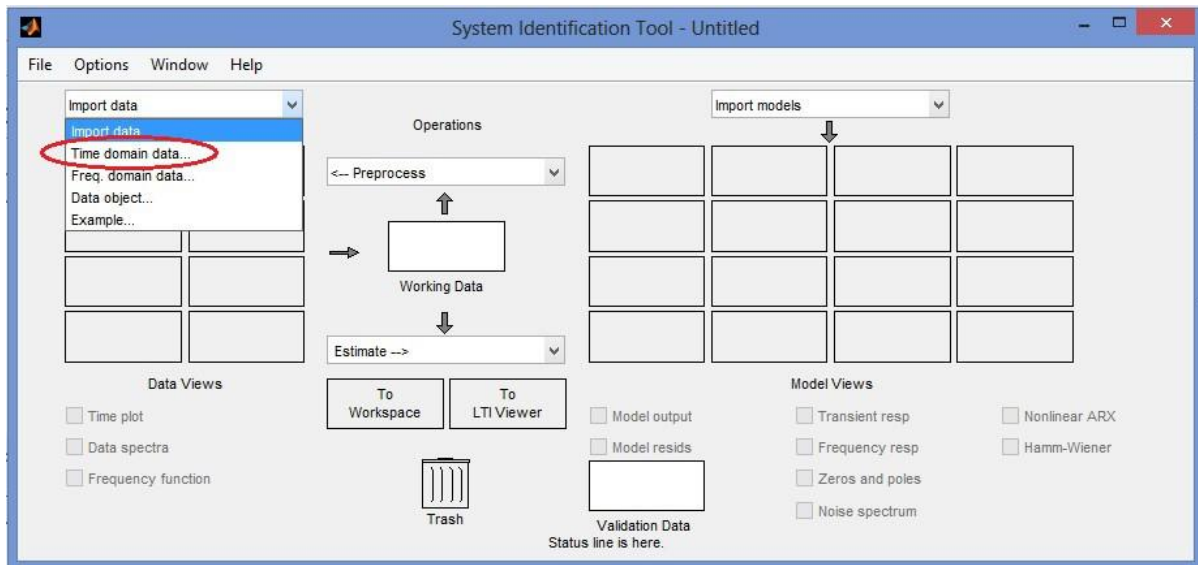 System Identification Tool - Untitled
File Options Window Help
Import data
Import data
Time domain data...
Freq. domain data...
Data object...
Example...
Operations
<-- Preprocess
Working Data
Estimate -->
To
Workspace
To
LTI Viewer
Trash
Data Views
Time plot
Data spectra
Frequency function
Import models
Model Views
Model output
Model resids
Transient resp
Frequency resp
Zeros and poles
Noise spectrum
Nonlinear ARX
Hamm-Wiener
Validation Data
Status line is here.